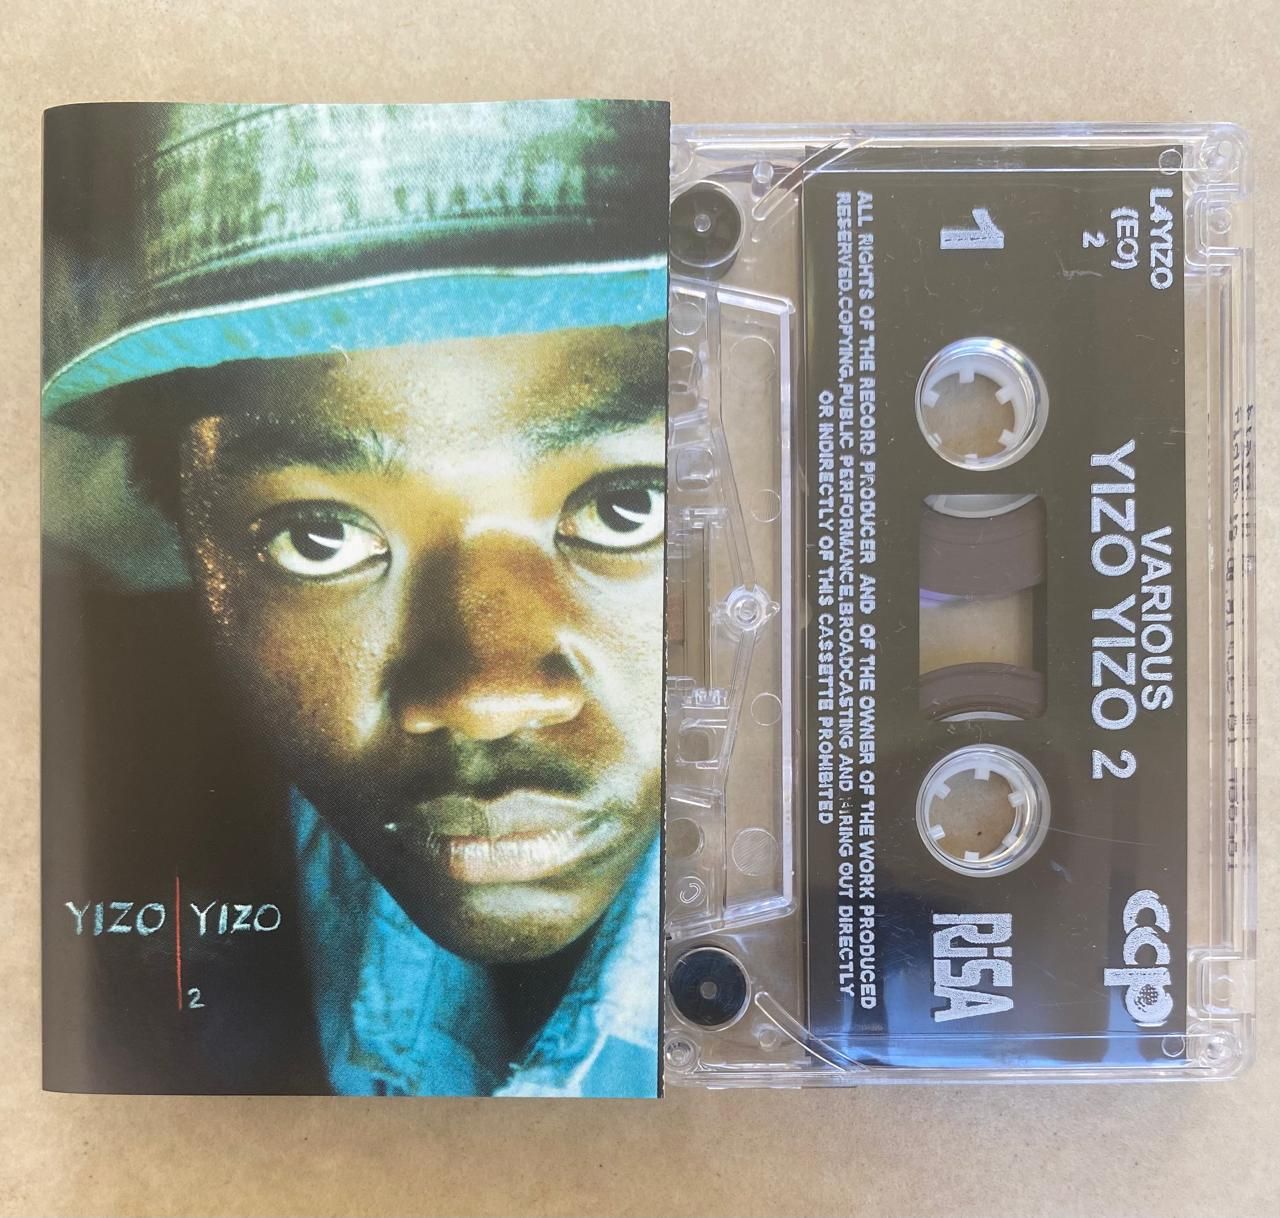 YIZO | YIZO
2
L4YIZO
(EO)
2
1
VARIOUS
YIZO YIZO 2
ccp
RiSA
ALL RIGHTS OF THE RECORD PRODUCER AND OF THE OWNER OF THE WORK PRODUCED
RESERVED.COPYING,PUBLIC PERFORMANCE,BROADCASTING AND HIRING OUT DIRECTLY
OR INDIRECTLY OF THIS CASSETTE PROHIBITED